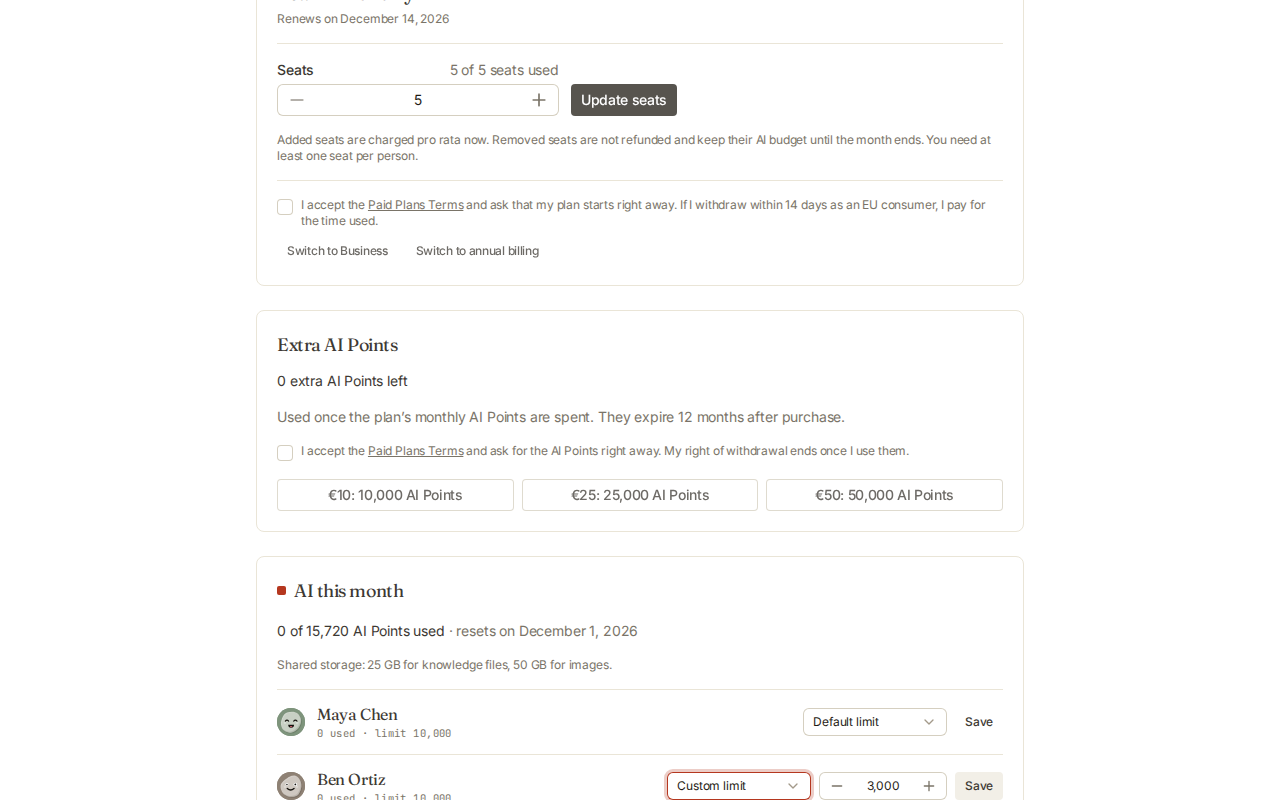 Renews on December 14, 2026
Seats
5 of 5 seats used
5
Update seats
Added seats are charged pro rata now. Removed seats are not refunded and keep their AI budget until the month ends. You need at
least one seat per person.
I accept the Paid Plans Terms and ask that my plan starts right away. If I withdraw within 14 days as an EU consumer, I pay for
the time used.
Switch to Business
Switch to annual billing
Extra AI Points
0 extra AI Points left
Used once the plan’s monthly AI Points are spent. They expire 12 months after purchase.
I accept the Paid Plans Terms and ask for the AI Points right away. My right of withdrawal ends once I use them.
€10: 10,000 AI Points
€25: 25,000 AI Points
€50: 50,000 AI Points
AI this month
0 of 15,720 AI Points used · resets on December 1, 2026
Shared storage: 25 GB for knowledge files, 50 GB for images.
Maya Chen
0 used · limit 10,000
Default limit
Save
Ben Ortiz
0 used · limit 10,000
Custom limit
3,000
Save